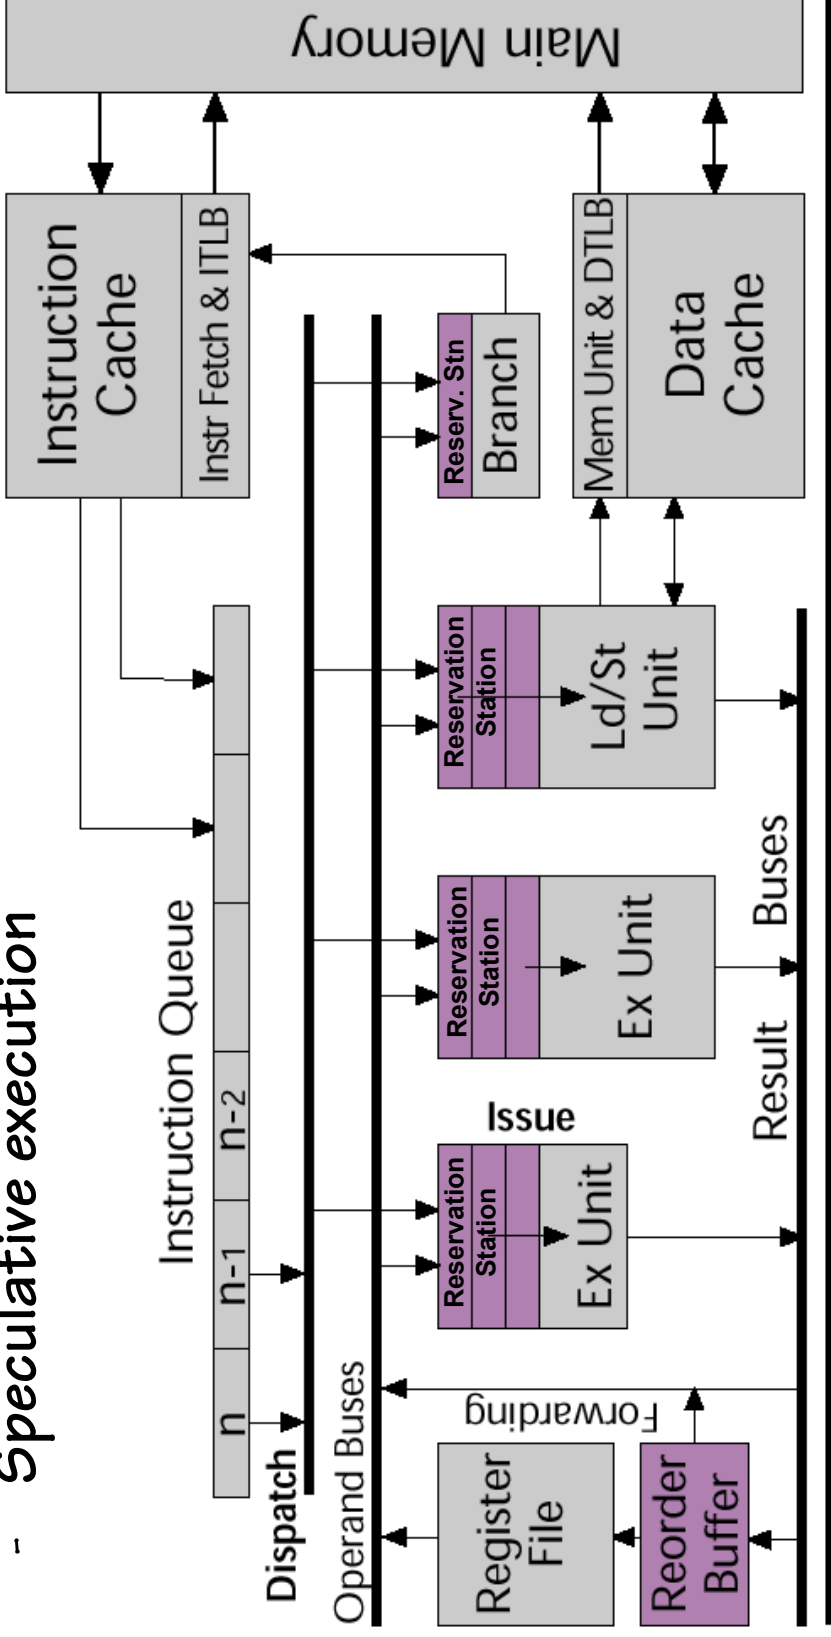 - Speculative execution
Instruction Queue
n
n-1
n-2
Dispatch
Operand Buses
Instruction
Cache
Instr Fetch & ITLB
Main Memory
Register
File
Reorder
Buffer
Forwarding
Reservation
Station
Ex Unit
Issue
Reservation
Station
Ex Unit
Reservation
Station
Ld/St
Unit
Reserv. Stn
Branch
Mem Unit & DTLB
Data
Cache
Result Buses